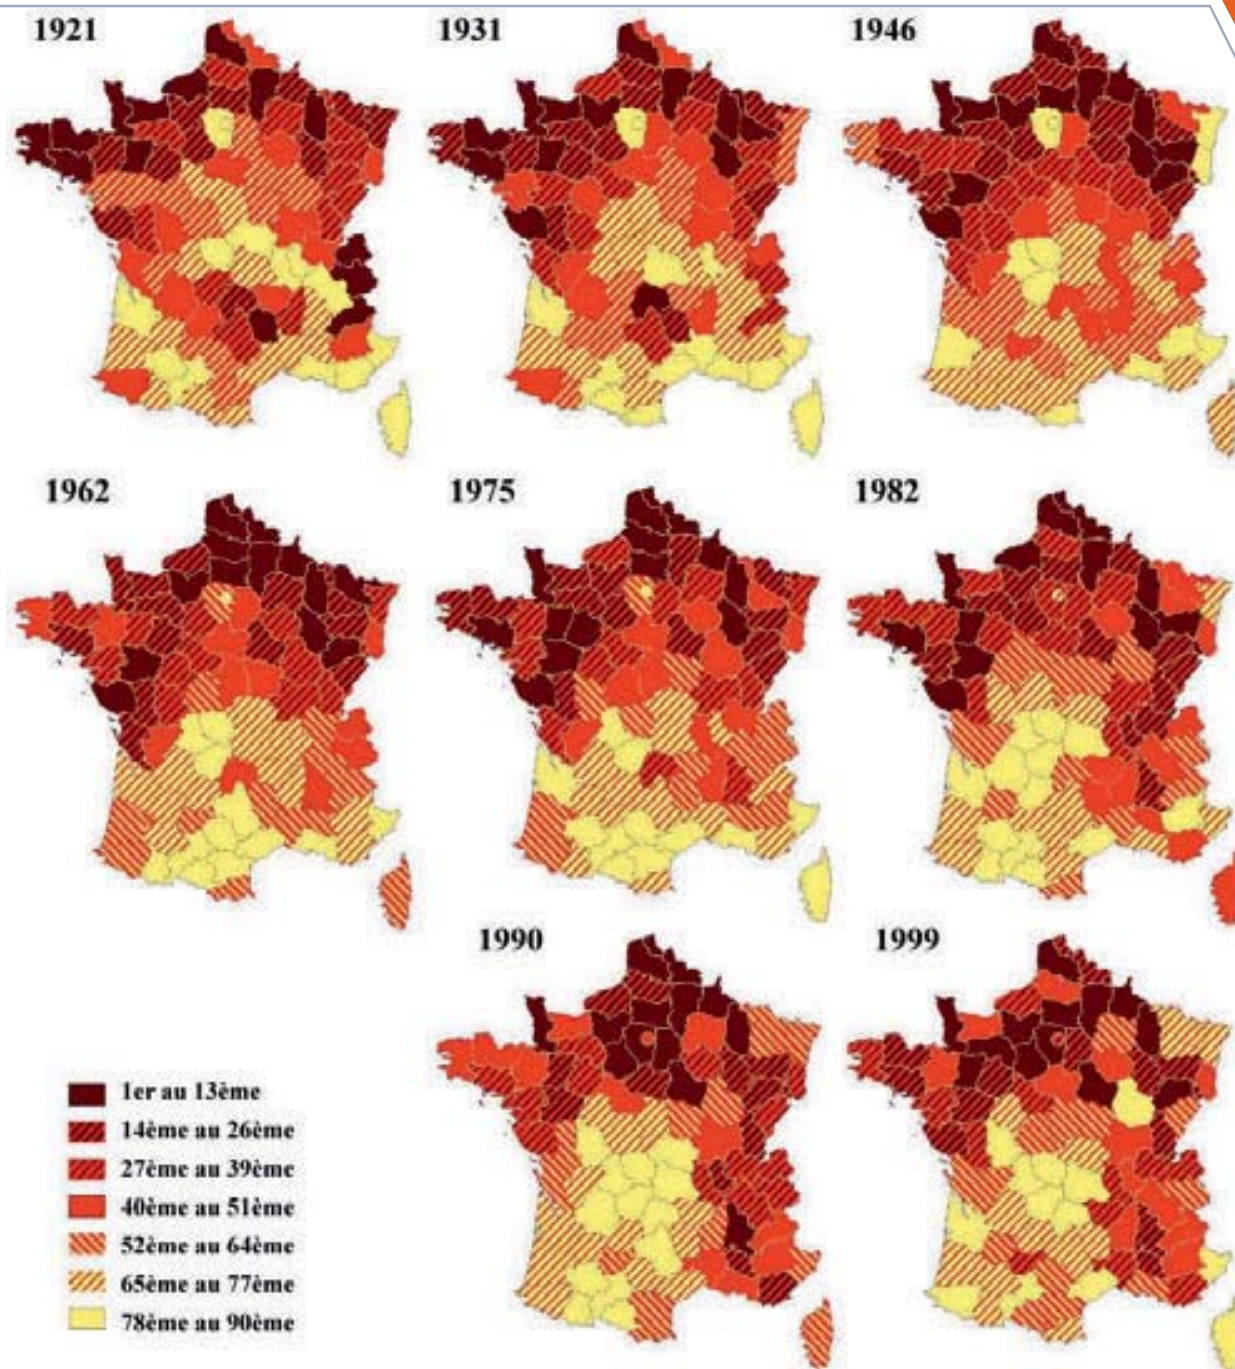 1921
1931
1946
1962
1975
1982
1990
1999
1er au 13ème
14ème au 26ème
27ème au 39ème
40ème au 51ème
52ème au 64ème
65ème au 77ème
78ème au 90ème